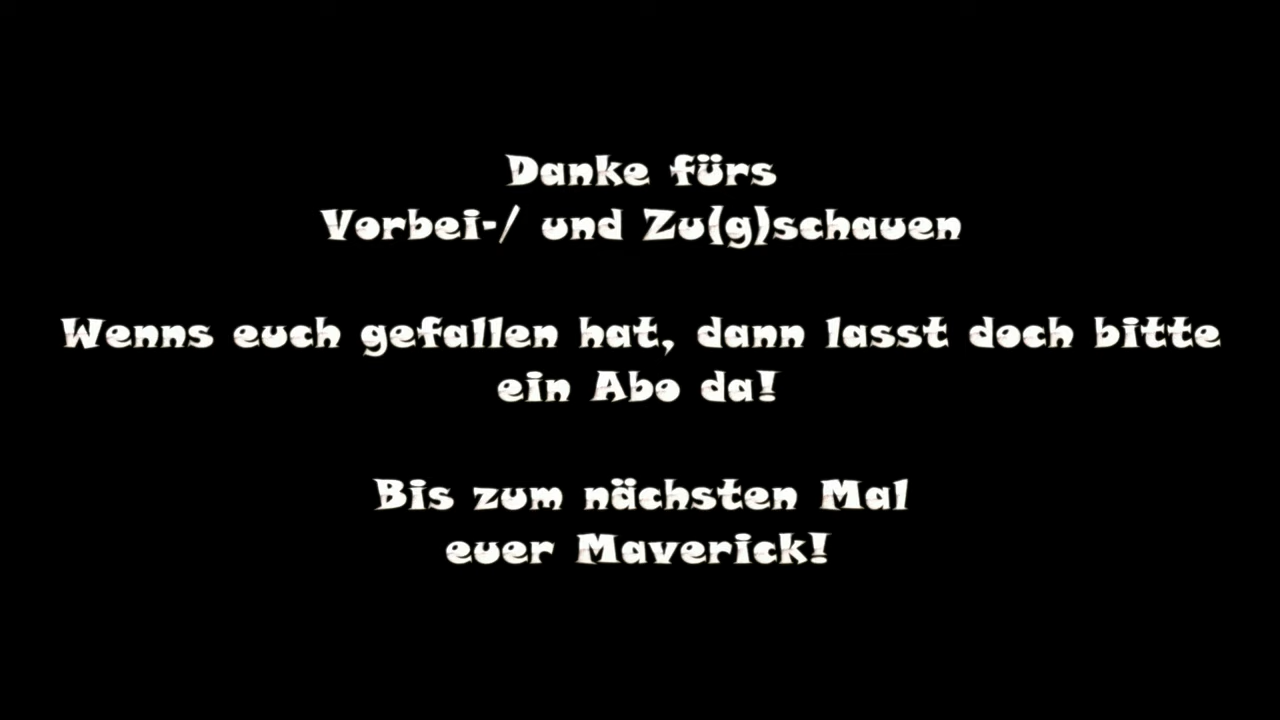 Danke fürs
Vorbei-/ und Zu(g)schauen
Wenns euch gefallen hat, dann lasst doch bitte
ein Abo da!
Bis zum nächsten Mal
euer Maverick!